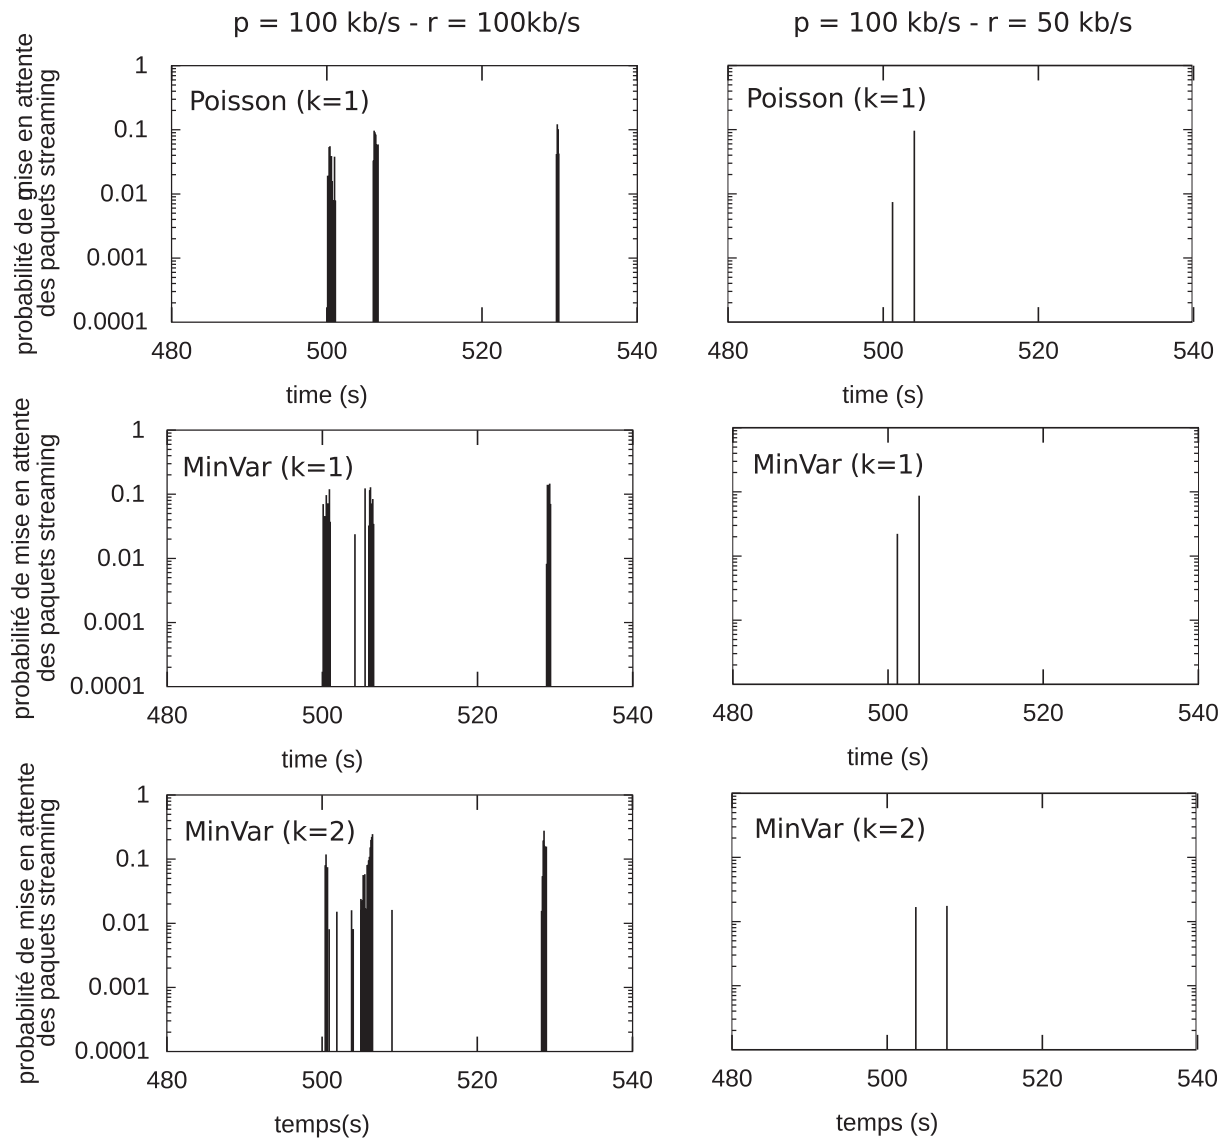 p = 100 kb/s - r = 100kb/s
p = 100 kb/s - r = 50 kb/s
probabilité de mise en attente
des paquets streaming
1
0.1
0.01
0.001
0.0001
Poisson (k=1)
480
500
520
540
time (s)
Poisson (k=1)
480
500
520
540
time (s)
probabilité de mise en attente
des paquets streaming
1
0.1
0.01
0.001
0.0001
MinVar (k=1)
480
500
520
540
time (s)
MinVar (k=1)
480
500
520
540
time (s)
probabilité de mise en attente
des paquets streaming
1
0.1
0.01
0.001
0.0001
MinVar (k=2)
480
500
520
540
temps(s)
MinVar (k=2)
480
500
520
540
temps (s)